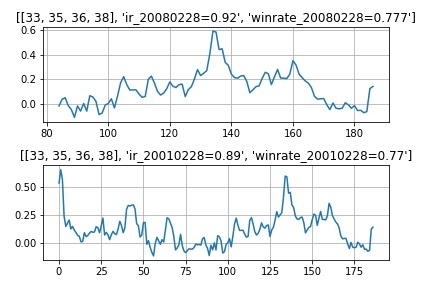 [[33, 35, 36, 38], 'ir_20080228=0.92', 'winrate_20080228=0.777']
0.6
0.4
0.2
0.0
80 100 120 140 160 180
[[33, 35, 36, 38], 'ir_20010228=0.89', 'winrate_20010228=0.77']
0.50
0.25
0.00
0 25 50 75 100 125 150 175